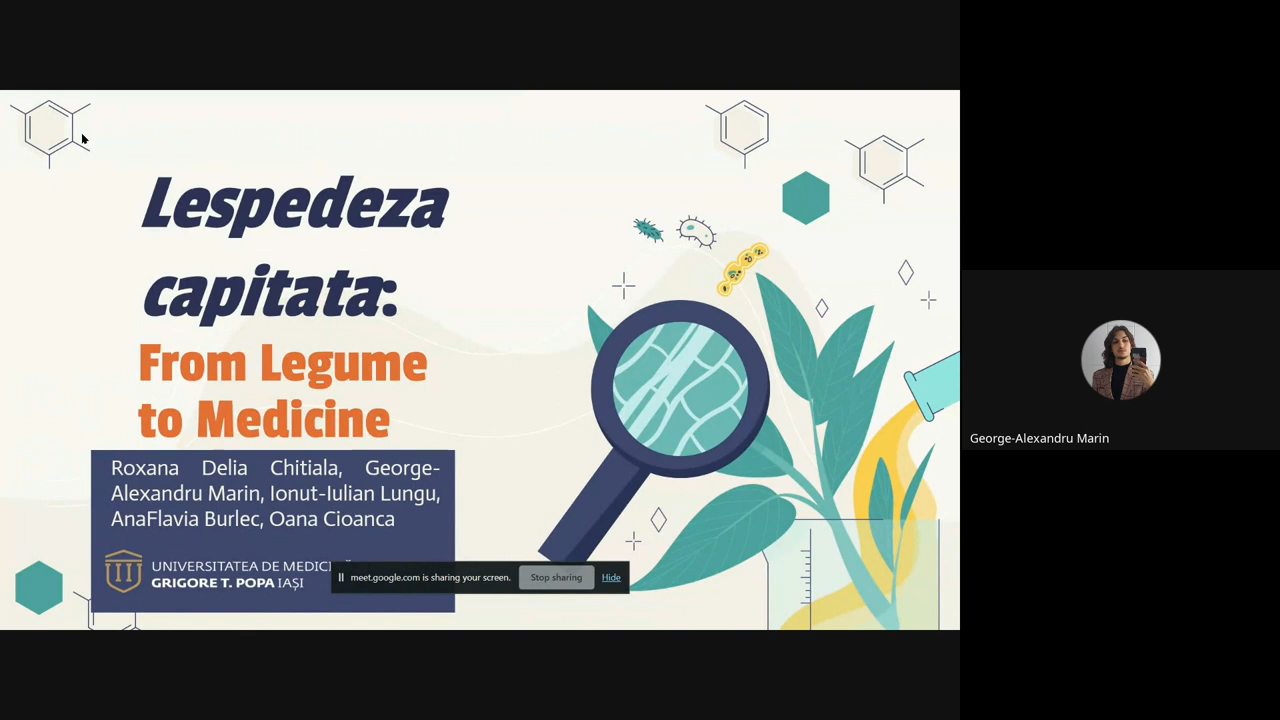 Lespedeza
capitata:
From Legume
to Medicine
Roxana Delia Chitiala, George-
Alexandru Marin, Ionut-Iulian Lungu,
AnaFlavia Burlec, Oana Cioanca
UNIVERSITATEA DE
GRIGORE T. POPA IAȘI
meet.google.com is sharing your screen.
Stop sharing
Hide
George-Alexandru Marin